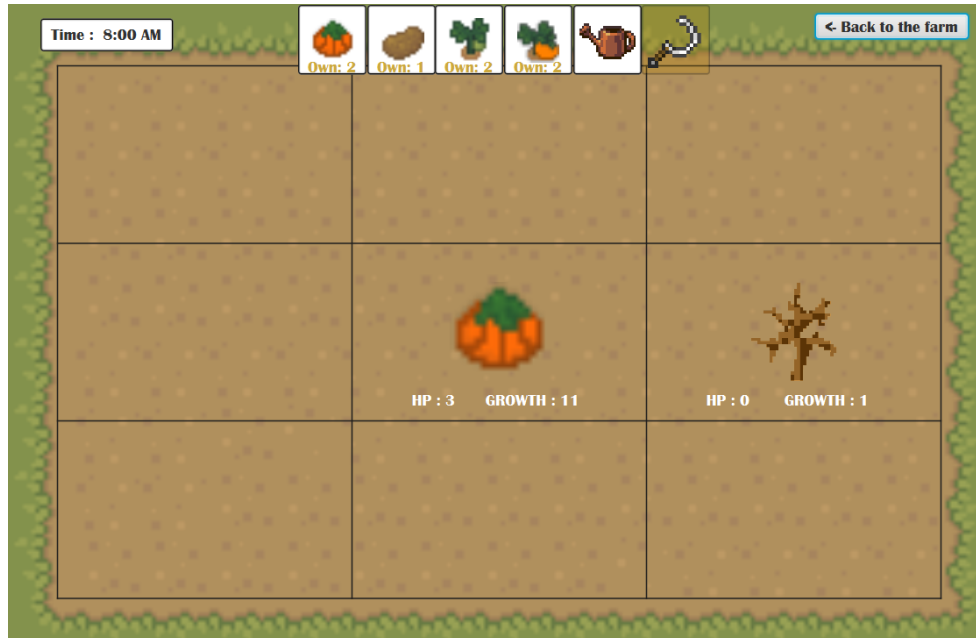 Time : 8:00 AM
Own: 2
Own: 1
Own: 2
Own: 2
<- Back to the farm
HP : 3 GROWTH : 11
HP : 0 GROWTH : 1